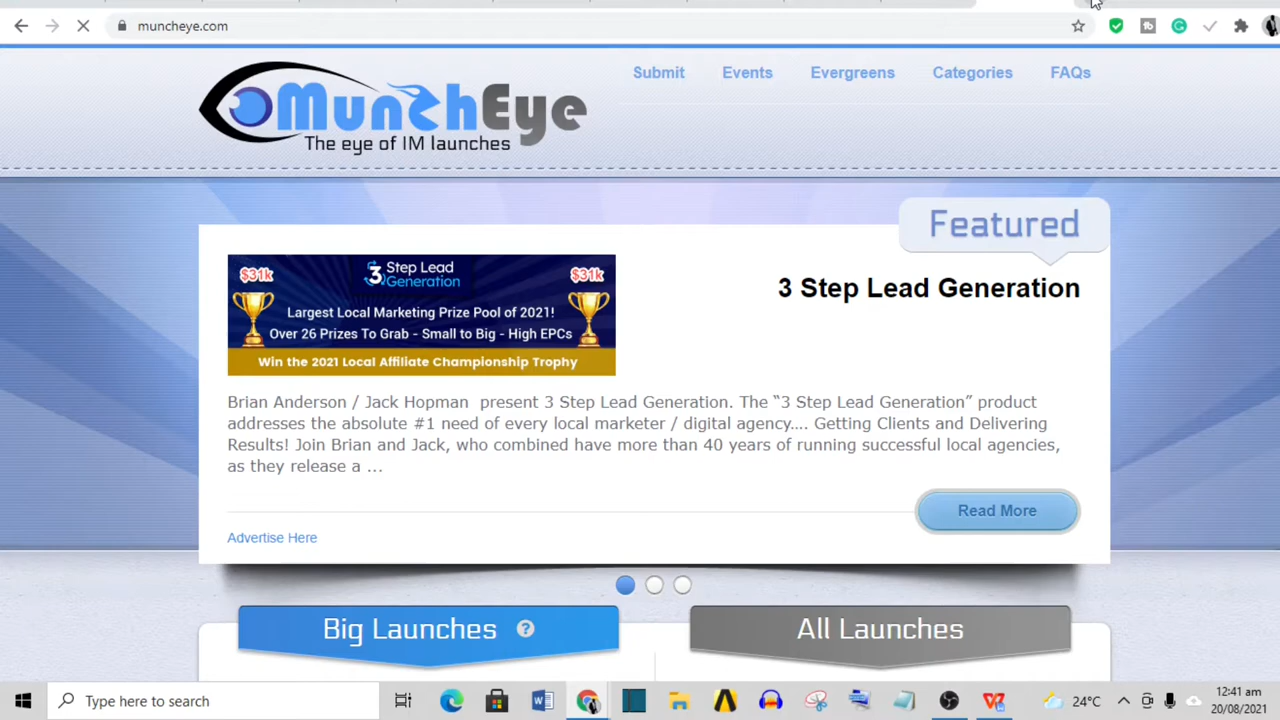 muncheye.com
MunchEye
The eye of IM launches
Submit
Events
Evergreens
Categories
FAQs
Featured
$31k
3 Step Lead Generation
$31k
Largest Local Marketing Prize Pool of 2021!
Over 26 Prizes To Grab - Small to Big - High EPCs
Win the 2021 Local Affiliate Championship Trophy
3 Step Lead Generation
Brian Anderson / Jack Hopman present 3 Step Lead Generation. The “3 Step Lead Generation” product
addresses the absolute #1 need of every local marketer / digital agency…. Getting Clients and Delivering
Results! Join Brian and Jack, who combined have more than 40 years of running successful local agencies,
as they release a …
Read More
Advertise Here
Big Launches ?
All Launches
Type here to search
24°C
12:41 am
20/08/2021